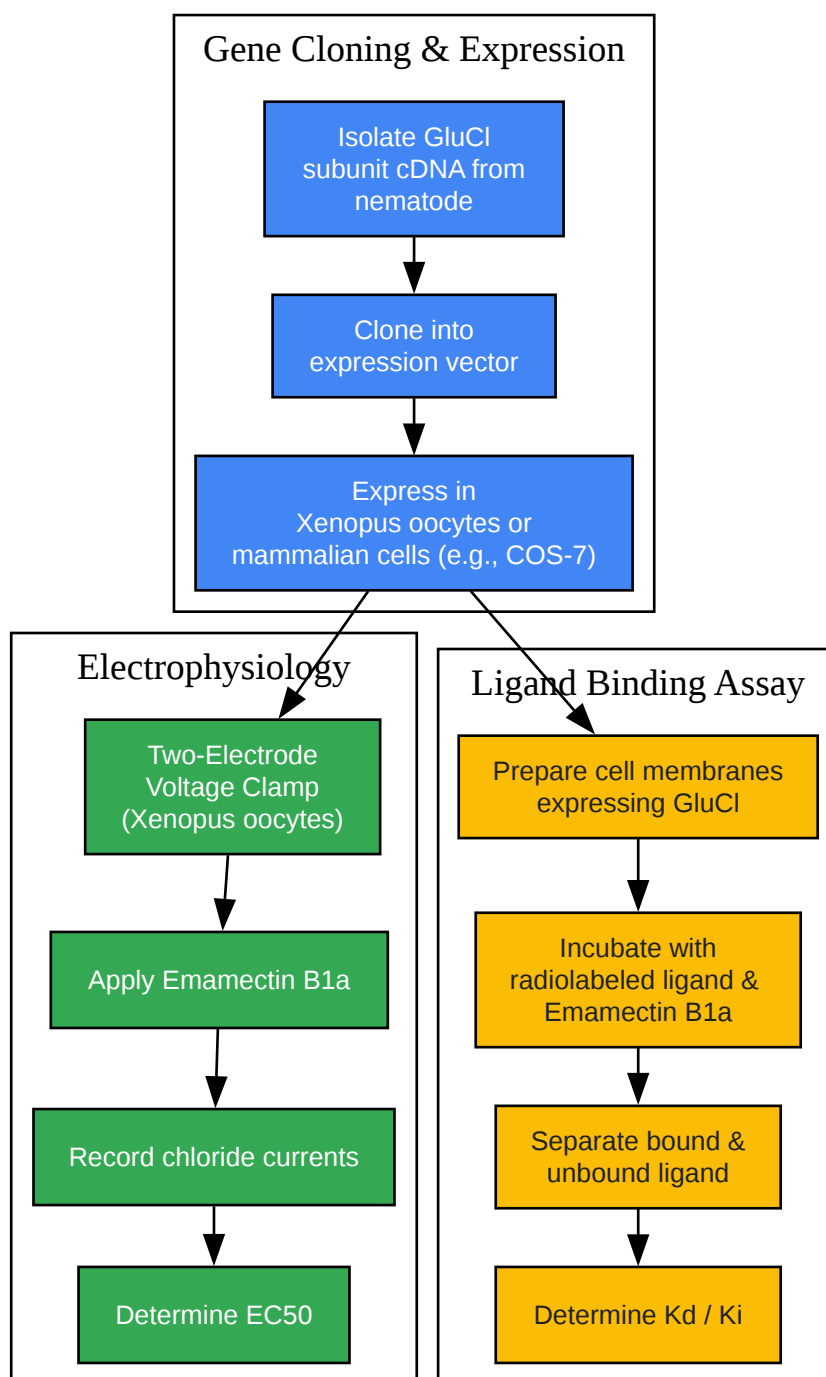 Gene Cloning & Expression
Isolate GluCl
subunit cDNA from
nematode
Clone into
expression vector
Express in
Xenopus oocytes or
mammalian cells (e.g., COS-7)
Electrophysiology
Two-Electrode
Voltage Clamp
(Xenopus oocytes)
Apply Emamectin B1a
Record chloride currents
Determine EC50
Ligand Binding Assay
Prepare cell membranes
expressing GluCl
Incubate with
radiolabeled ligand &
Emamectin B1a
Separate bound &
unbound ligand
Determine Kd / Ki